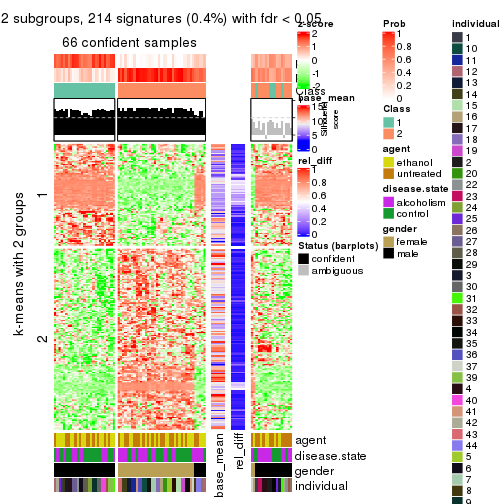 2 subgroups, 214 signatures (0.4%) with fdr < 0.05
66 confident samples
k-means with 2 groups
1
2
Class
Silhouette
score
base_mean
rel_diff
agent
disease.state
gender
individual
z-score
2
1
0
-1
-2
base_mean
15
10
5
0
rel_diff
1
0.8
0.6
0.4
0.2
0
Status (barplots)
confident
ambiguous
Prob
1
0.8
0.6
0.4
0.2
0
Class
1
2
agent
ethanol
untreated
disease.state
alcoholism
control
gender
female
male
individual
1
10
11
12
13
14
15
16
17
18
19
2
20
22
23
24
25
26
27
28
29
3
30
31
32
33
34
35
36
37
39
4
40
41
42
43
44
5
6
7
8
9